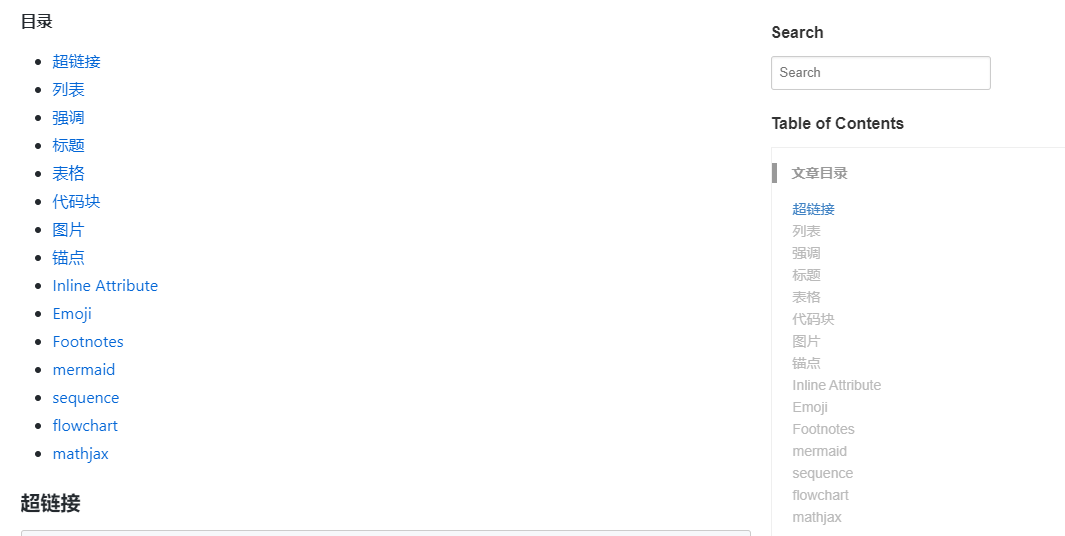 目录
超链接
列表
强调
标题
表格
代码块
图片
锚点
Inline Attribute
Emoji
Footnotes
mermaid
sequence
flowchart
mathjax
超链接
Search
Search
Table of Contents
文章目录
超链接
列表
强调
标题
表格
代码块
图片
锚点
Inline Attribute
Emoji
Footnotes
mermaid
sequence
flowchart
mathjax